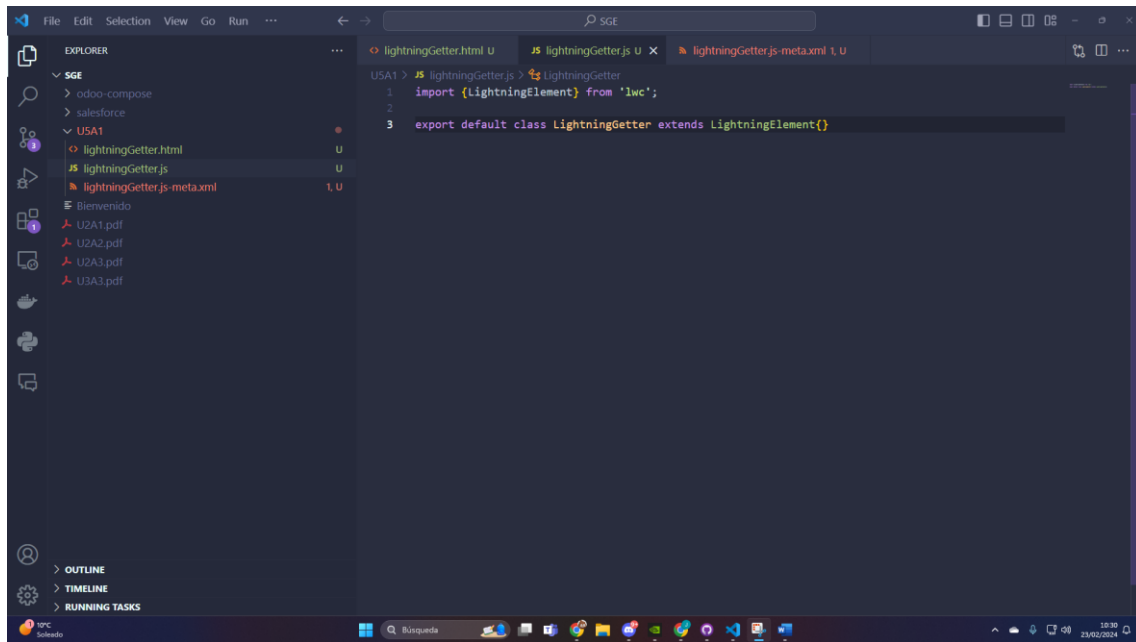 File Edit Selection View Go Run ··· SGE
EXPLORER ···
SGE
odoo-compose
salesforce
U5A1
lightningGetter.html U
JS lightningGetter.js U
lightningGetter.js-meta.xml 1, U
Bienvenido
U2A1.pdf
U2A2.pdf
U2A3.pdf
U3A3.pdf
OUTLINE
TIMELINE
RUNNING TASKS
3
1
lightningGetter.html U JS lightningGetter.js U lightningGetter.js-meta.xml 1, U ···
U5A1 > JS lightningGetter.js > LightningGetter
1 import {LightningElement} from 'lwc';
2
3 export default class LightningGetter extends LightningElement{}
10°C
Soleado
Búsqueda
10:30
23/02/2024